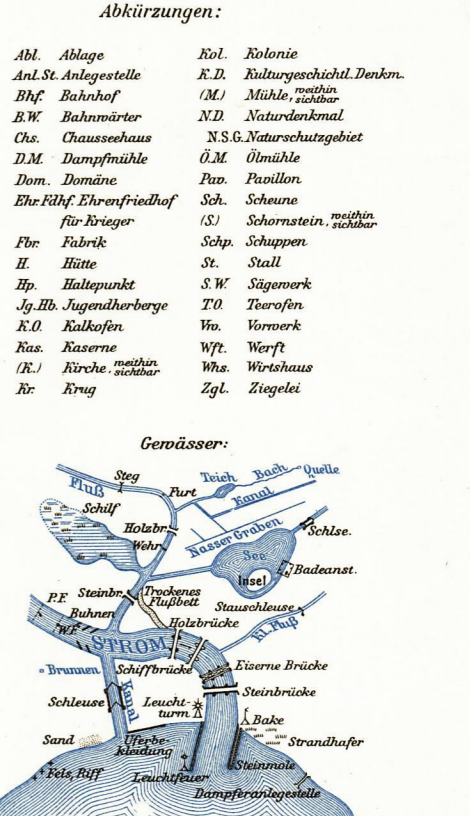 Abkürzungen:
Abl. Ablage
Anl.St. Anlegestelle
Bhf. Bahnhof
B.W. Bahnwärter
Chs. Chausseehaus
D.M. Dampfmühle
Dom. Domäne
Ehr.Fdhf. Ehrenfriedhof
für Krieger
Fbr. Fabrik
H. Hütte
Hp. Haltepunkt
Jg.Hb. Jugendherberge
K.O. Kalkofen
Kas. Kaserne
(K.) Kirche, weithin sichtbar
Kr. Krug
Kol. Kolonie
K.D. Kulturgeschichtl. Denkm.
(M.) Mühle, weithin sichtbar
N.D. Naturdenkmal
N.S.G. Naturschutzgebiet
Ö.M. Ölmühle
Pav. Pavillon
Sch. Scheune
(S.) Schornstein, weithin sichtbar
Schp. Schuppen
St. Stall
S.W. Sägewerk
T.O. Teerofen
Vw. Vorwerk
Wft. Werft
Whs. Wirtshaus
Zgl. Ziegelei
Gewässer:
Steg
Fluß
Furt
Teich
Bach
Quelle
Schilf
Kanal
Holzbr.
Wehr
Nasser Graben
Schlse.
See
Insel
Badeanst.
Steinbr.
Trockenes
Flußbett
P.F.
Buhnen
Stauschleuse
Holzbrücke
W.F.
STROM
Kl. Fluß
Brunnen
Schiffbrücke
Eiserne Brücke
Kanal
Steinbrücke
Schleuse
Leucht-
turm
Bake
Sand
Uferbe-
kleidung
Strandhafer
Fels, Riff
Leuchtfeuer
Steinmole
Dampferanlegestelle